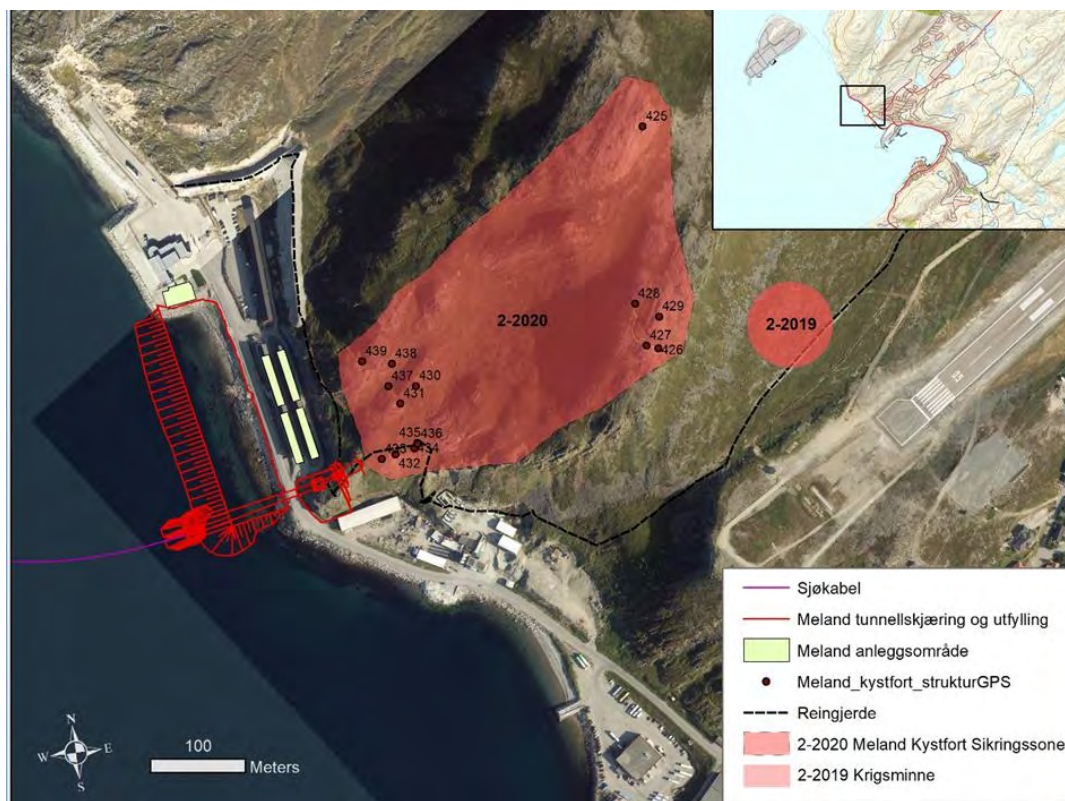 425
428
429
2-2020
2-2019
427
426
439
438
437
430
431
435 436
434
432
05
Sjøkabel
Meland tunnellskjæring og utfylling
Meland anleggsområde
Meland_kystfort_strukturGPS
Reingjerde
2-2020 Meland Kystfort Sikringssone
2-2019 Krigsminne
N
W
E
S
100
Meters